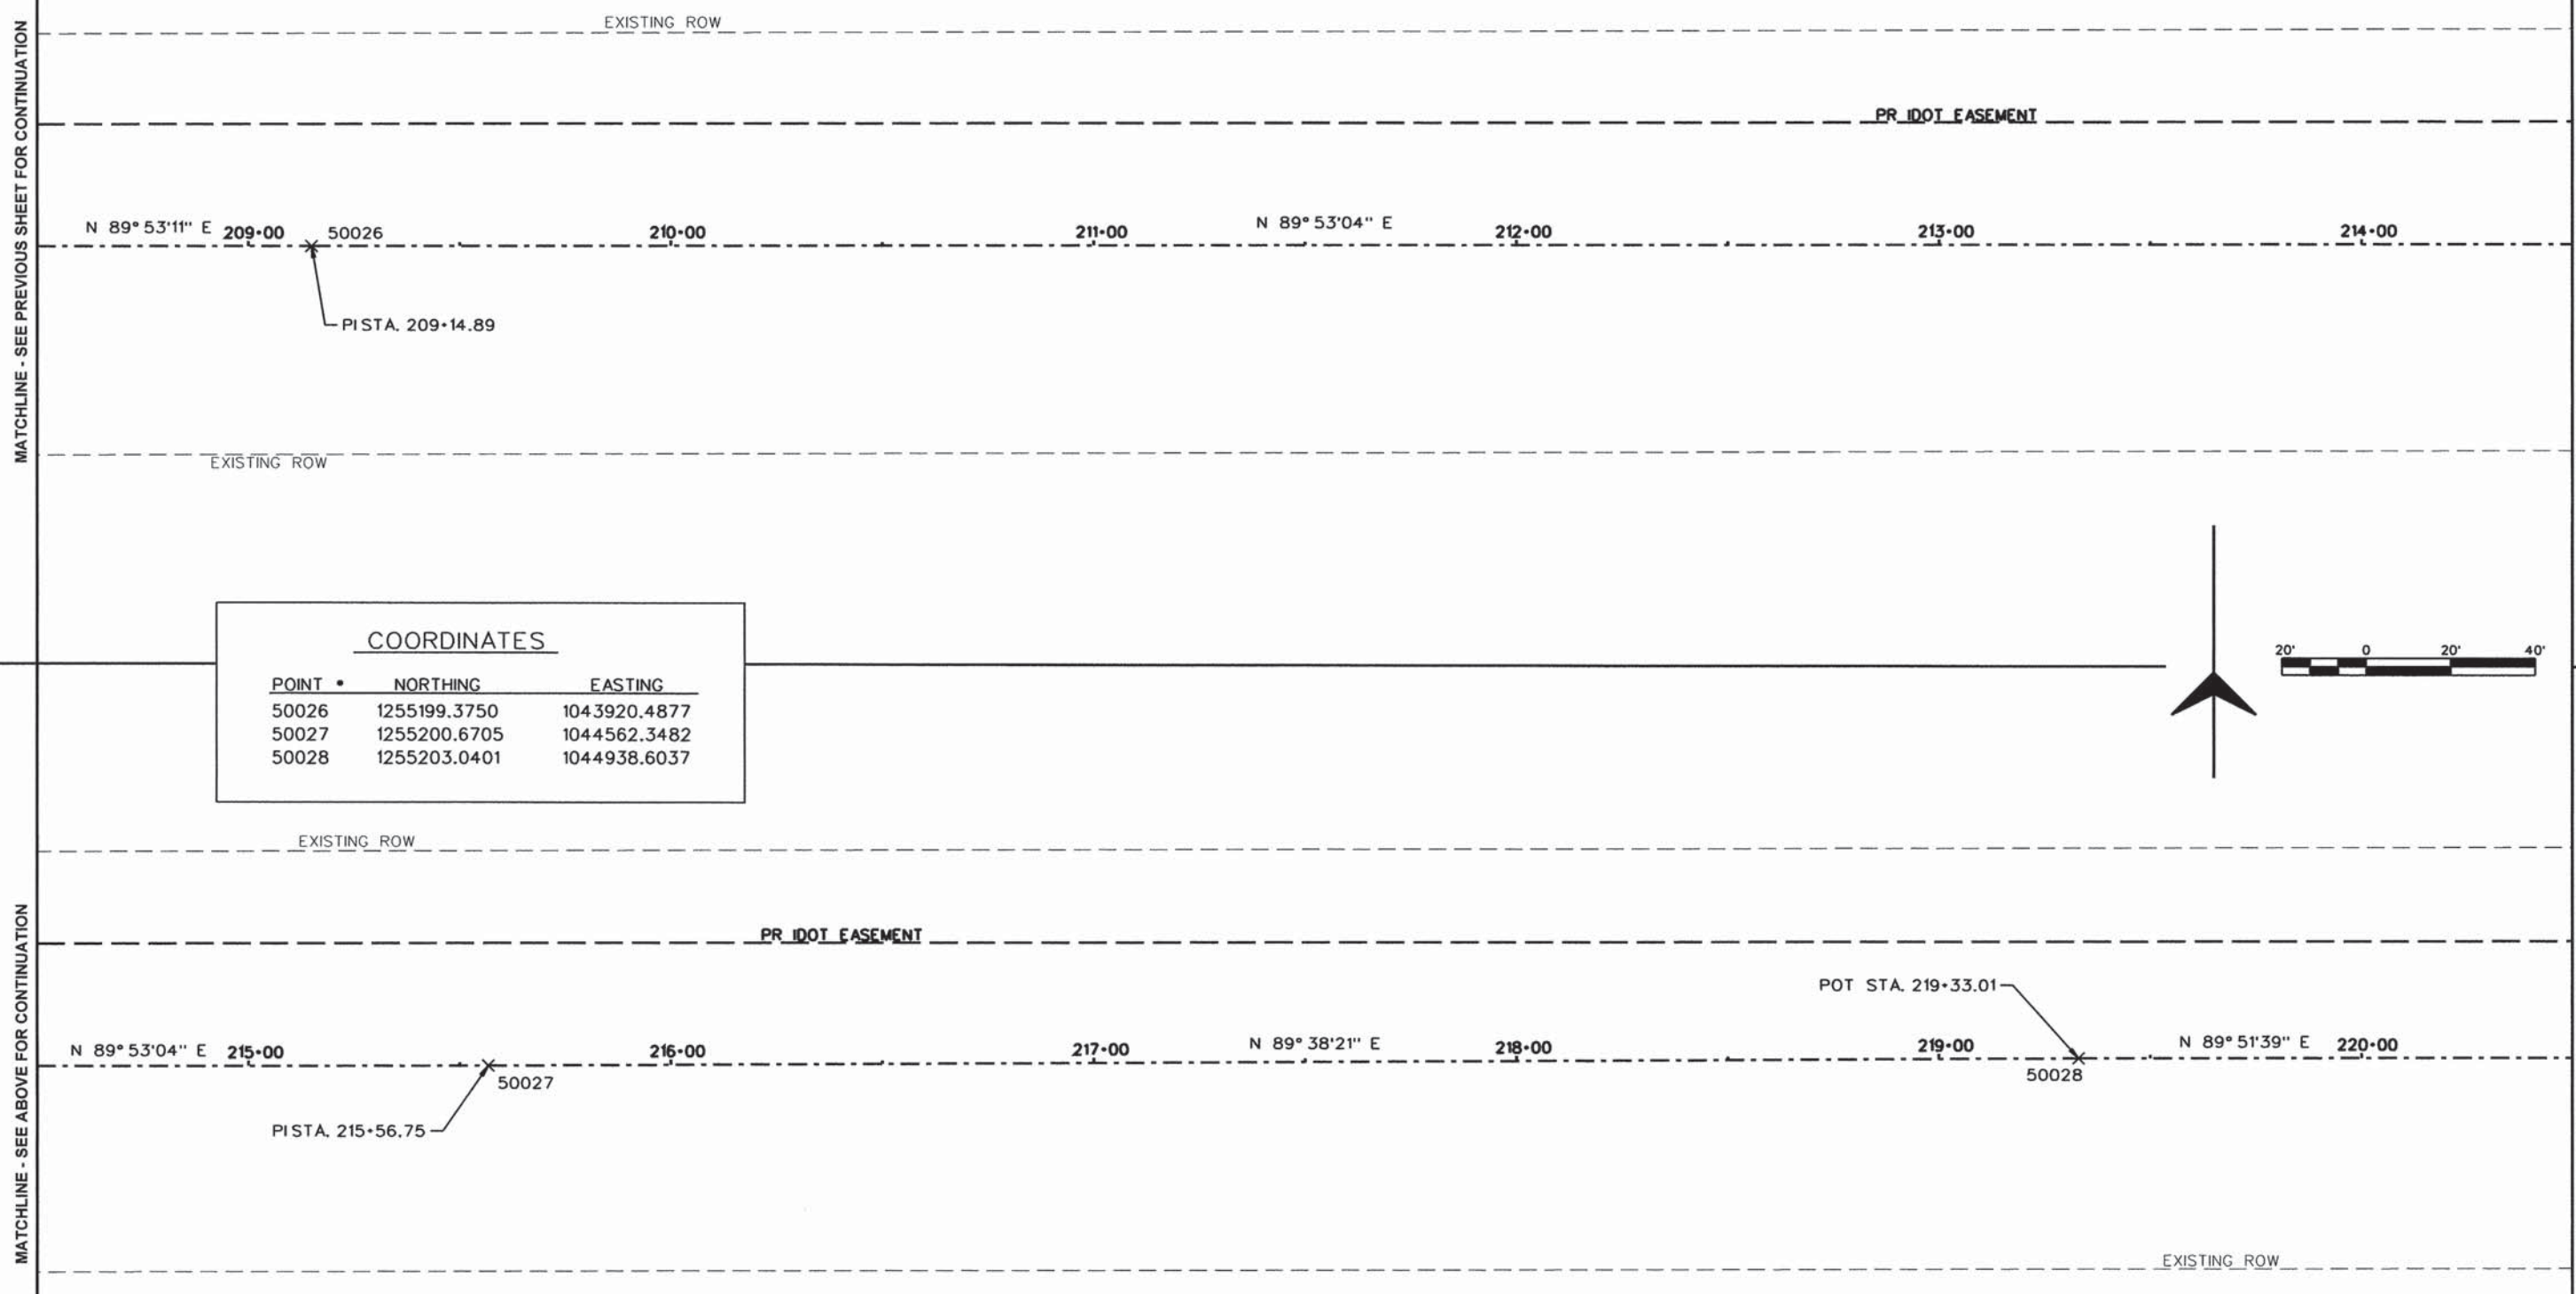 EXISTING ROW
MATCHLINE - SEE PREVIOUS SHEET FOR CONTINUATION
PR IDOT EASEMENT
N 89°53'11" E 209+00 50026 210+00 211+00 N 89°53'04" E 212+00 213+00 214+00
PI STA. 209+14.89
EXISTING ROW
COORDINATES
POINT • NORTHING EASTING
50026 1255199.3750 1043920.4877
50027 1255200.6705 1044562.3482
50028 1255203.0401 1044938.6037
20' 0 20' 40'
EXISTING ROW
MATCHLINE - SEE ABOVE FOR CONTINUATION
PR IDOT EASEMENT
POT STA. 219+33.01
N 89°53'04" E 215+00 216+00 217+00 N 89°38'21" E 218+00 219+00 N 89°51'39" E 220+00
50027
50028
PI STA. 215+56.75
EXISTING ROW